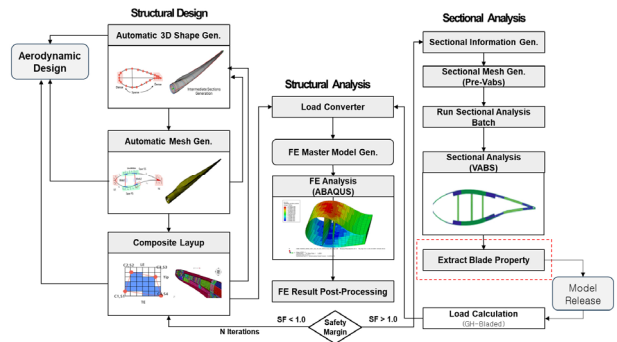 Structural Design
Automatic 3D Shape Gen.
Intermediate Sections
Generation
Aerodynamic
Design
Automatic Mesh Gen.
Composite Layup
Structural Analysis
Load Converter
FE Master Model Gen.
FE Analysis
(ABAQUS)
FE Result Post-Processing
SF < 1.0
Safety
Margin
SF > 1.0
N Iterations
Sectional Analysis
Sectional Information Gen.
Sectional Mesh Gen.
(Pre-Vabs)
Run Sectional Analysis
Batch
Sectional Analysis
(VABS)
Extract Blade Property
Model
Release
Load Calculation
(GH-Bladed)